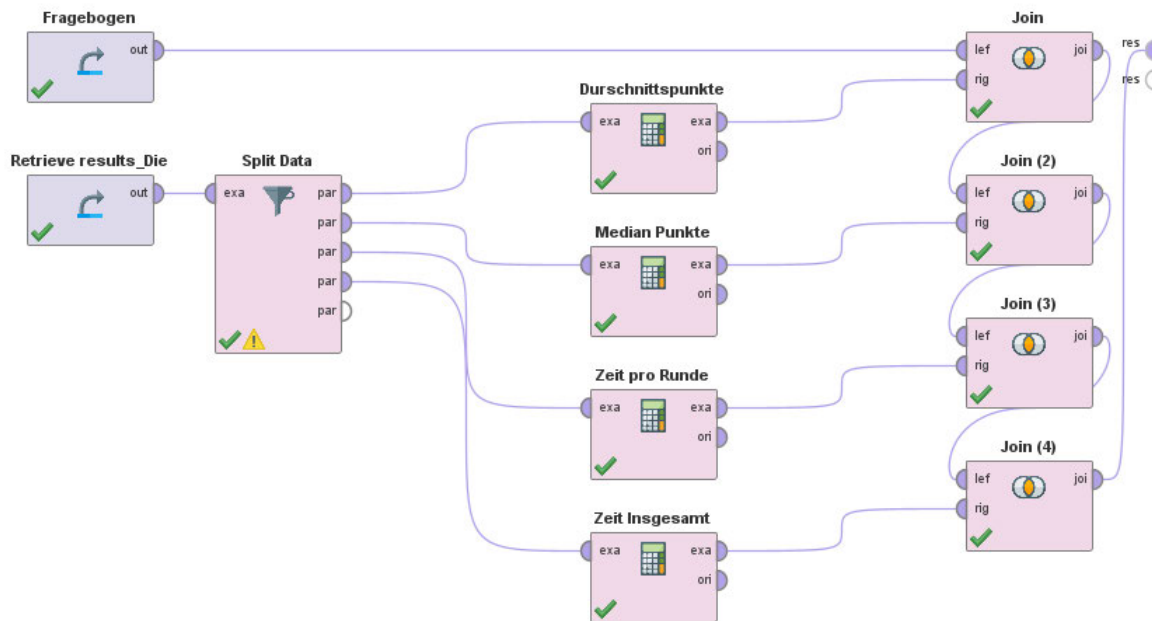 Fragebogen
out
Retrieve results_Die
out
Split Data
exa
par
par
par
par
par
Durschnittspunkte
exa
exa
ori
Median Punkte
exa
exa
ori
Zeit pro Runde
exa
exa
ori
Zeit Insgesamt
exa
exa
ori
Join
lef
joi
rig
Join (2)
lef
joi
rig
Join (3)
lef
joi
rig
Join (4)
lef
joi
rig
res
res